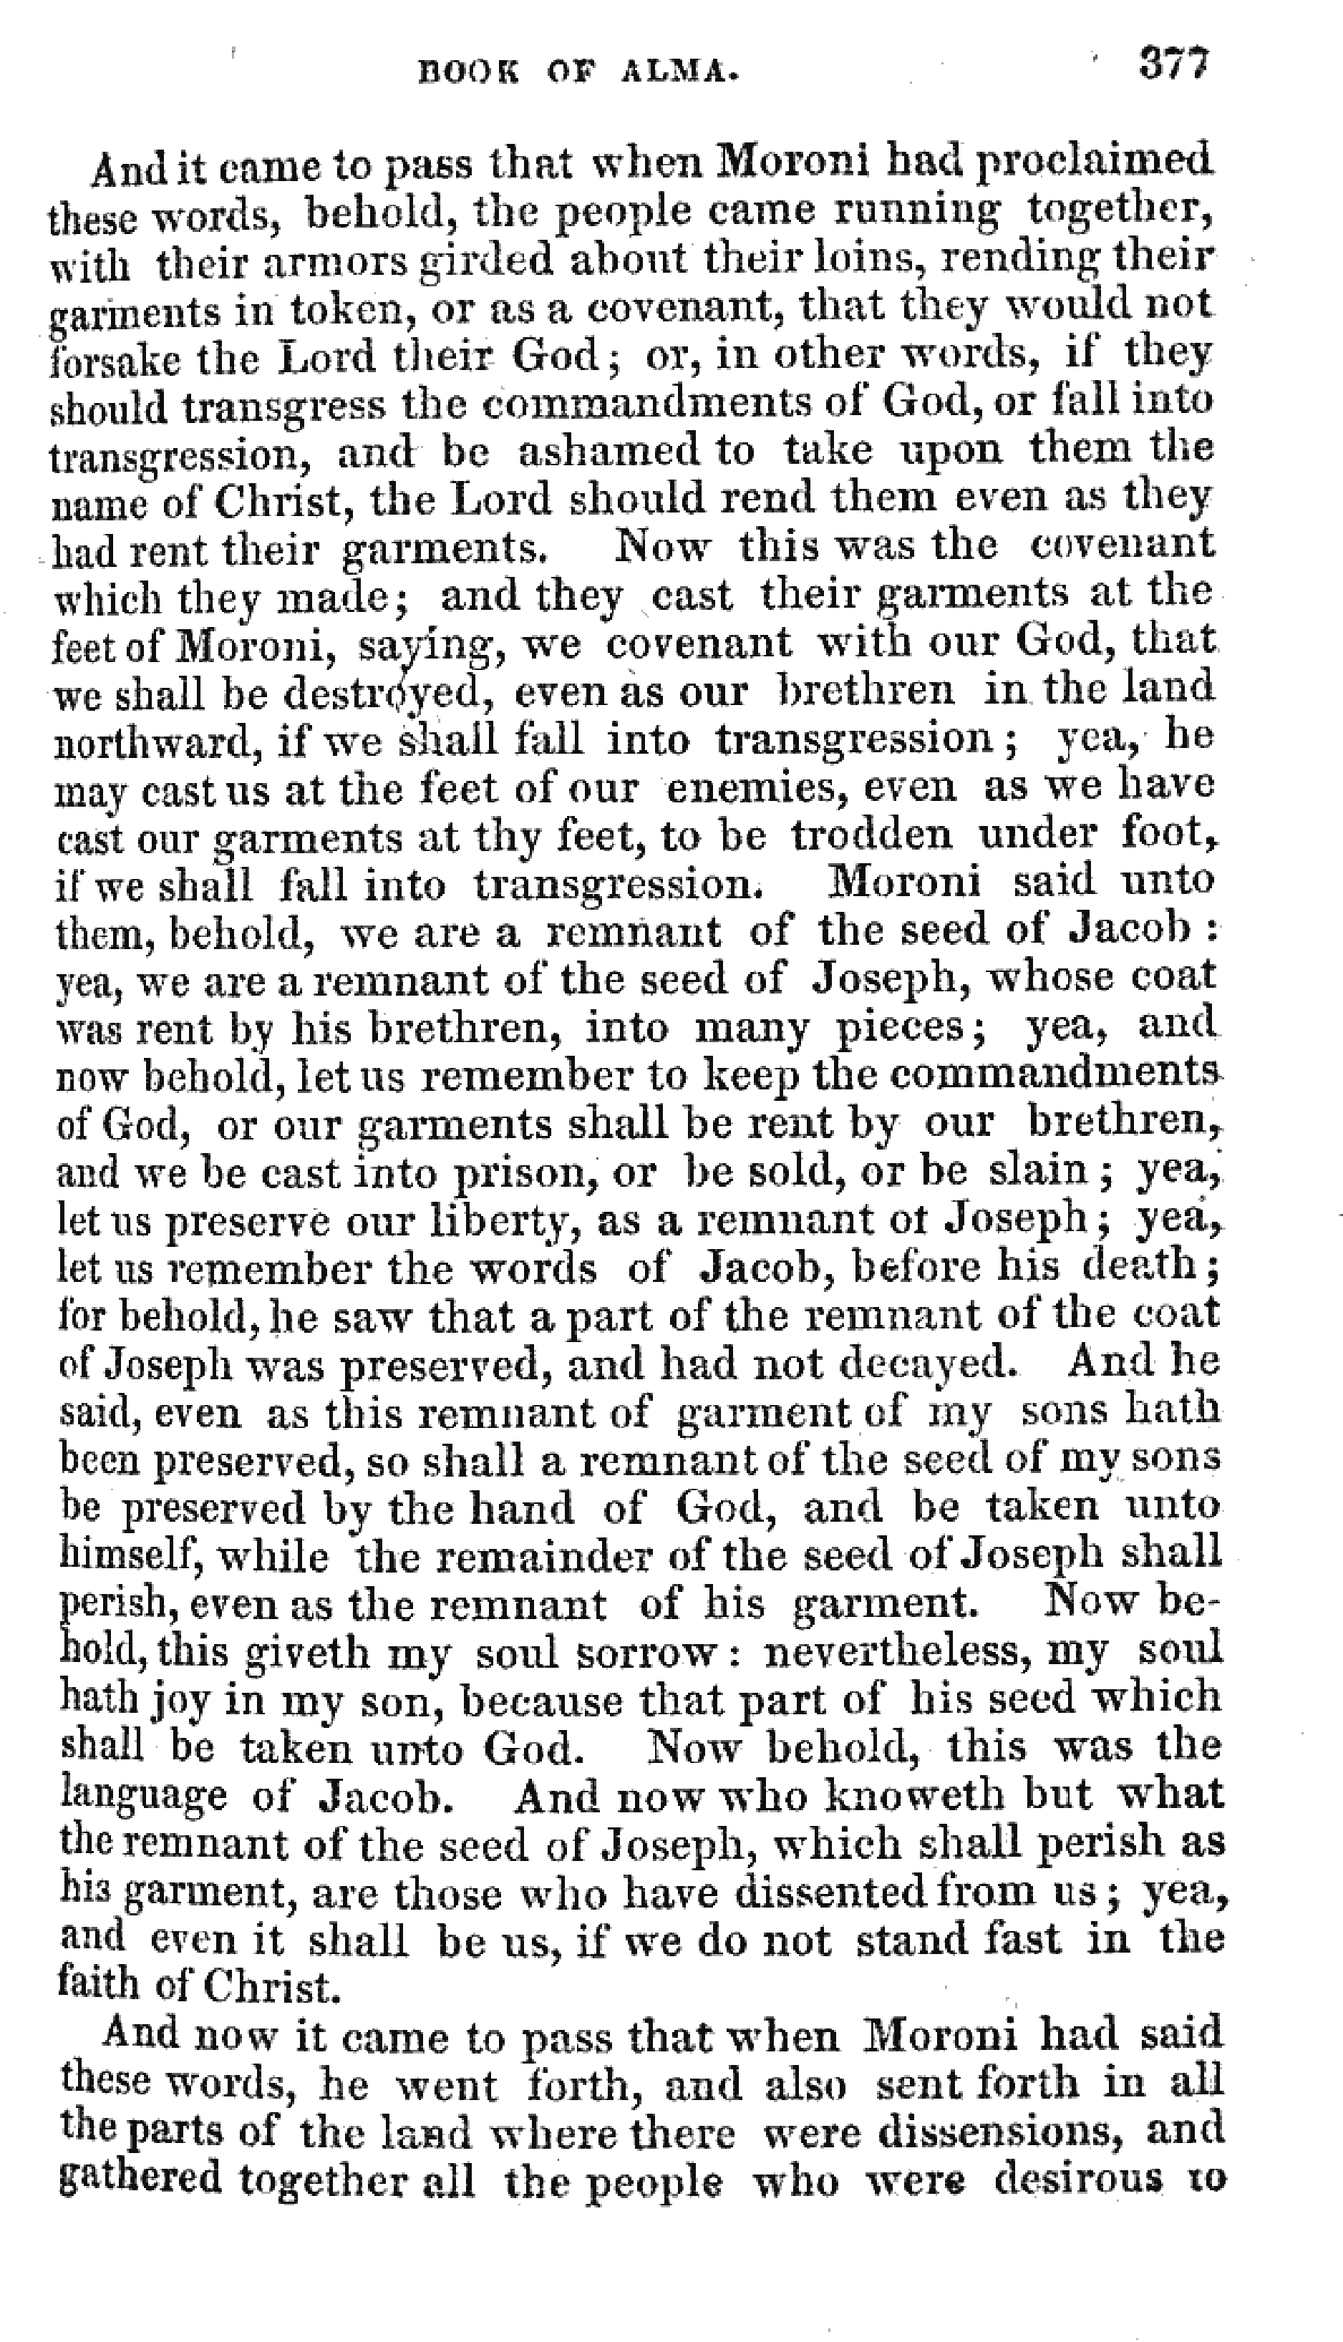 BOOK OF ALMA. 377
And it came to pass that when Moroni had proclaimed
these words, behold, the people came running together,
with their armors girded about their loins, rending their
garments in token, or as a covenant, that they would not
forsake the Lord their God; or, in other words, if they
should transgress the commandments of God, or fall into
transgression, and be ashamed to take upon them the
name of Christ, the Lord should rend them even as they
had rent their garments. Now this was the covenant
which they made; and they cast their garments at the
feet of Moroni, saying, we covenant with our God, that
we shall be destroyed, even as our brethren in the land
northward, if we shall fall into transgression; yea, he
may cast us at the feet of our enemies, even as we have
cast our garments at thy feet, to be trodden under foot,
if we shall fall into transgression. Moroni said unto
them, behold, we are a remnant of the seed of Jacob:
yea, we are a remnant of the seed of Joseph, whose coat
was rent by his brethren, into many pieces; yea, and
now behold, let us remember to keep the commandments
of God, or our garments shall be rent by our brethren,
and we be cast into prison, or be sold, or be slain; yea,
let us preserve our liberty, as a remnant of Joseph; yea,
let us remember the words of Jacob, before his death;
for behold, he saw that a part of the remnant of the coat
of Joseph was preserved, and had not decayed. And he
said, even as this remnant of garment of my sons hath
been preserved, so shall a remnant of the seed of my sons
be preserved by the hand of God, and be taken unto
himself, while the remainder of the seed of Joseph shall
perish, even as the remnant of his garment. Now be-
hold, this giveth my soul sorrow: nevertheless, my soul
hath joy in my son, because that part of his seed which
shall be taken unto God. Now behold, this was the
language of Jacob. And now who knoweth but what
the remnant of the seed of Joseph, which shall perish as
his garment, are those who have dissented from us; yea,
and even it shall be us, if we do not stand fast in the
faith of Christ.
And now it came to pass that when Moroni had said
these words, he went forth, and also sent forth in all
the parts of the land where there were dissensions, and
gathered together all the people who were desirous to